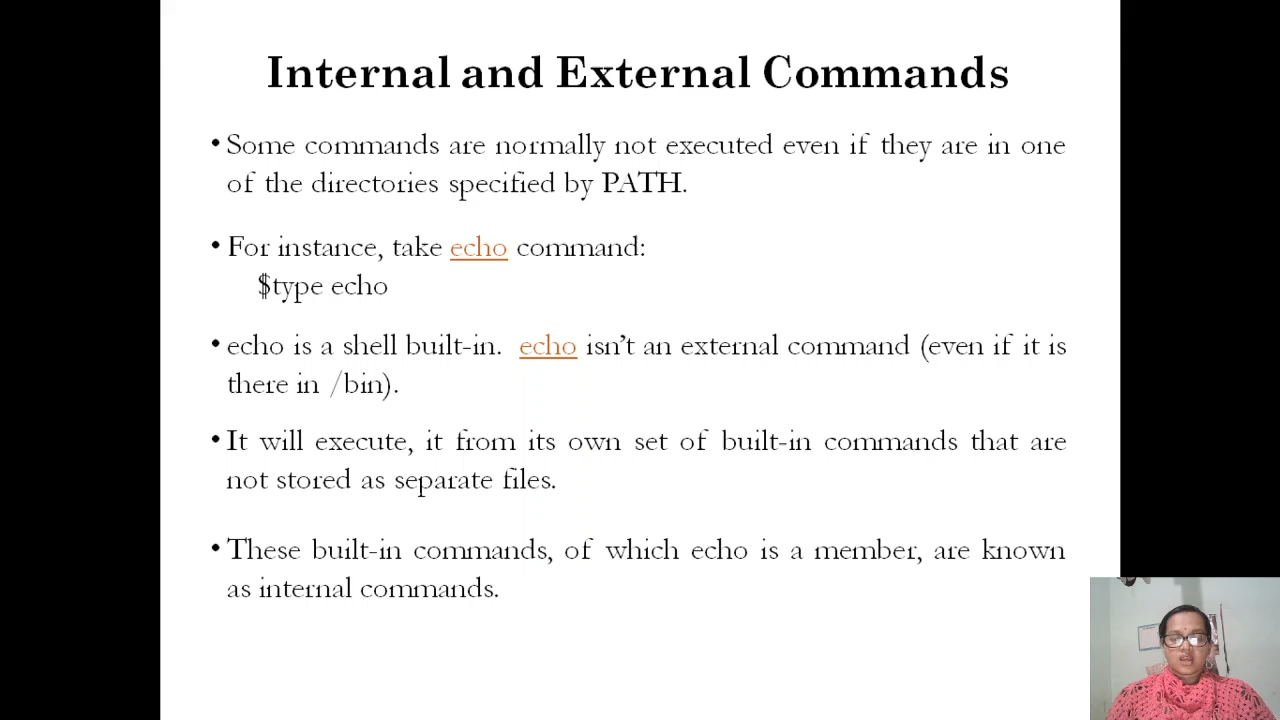 Internal and External Commands
• Some commands are normally not executed even if they are in one
of the directories specified by PATH.
• For instance, take echo command:
$type echo
• echo is a shell built-in. echo isn't an external command (even if it is
there in /bin).
• It will execute, it from its own set of built-in commands that are
not stored as separate files.
• These built-in commands, of which echo is a member, are known
as internal commands.